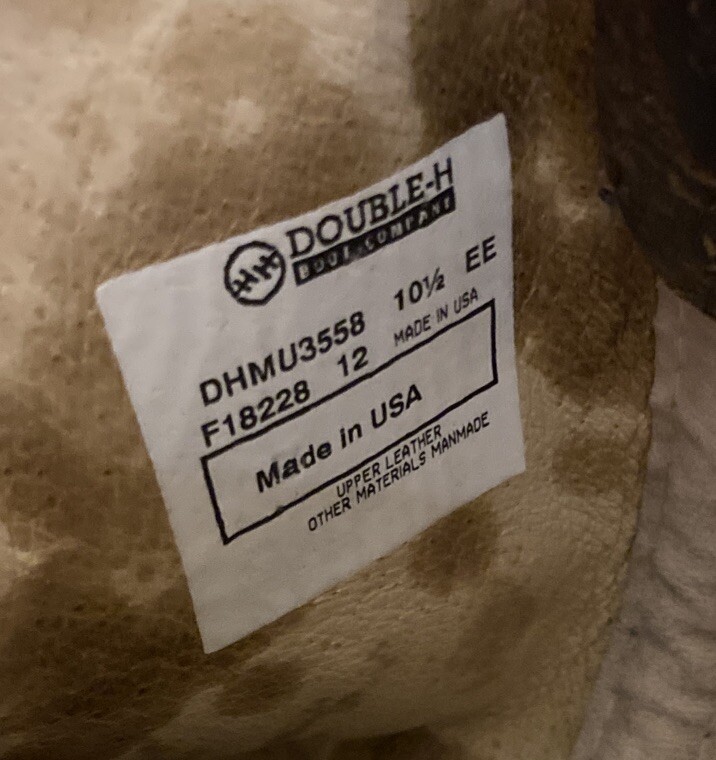 HH DOUBLE-H
BOOT COMPANY
DHMU3558 10½ EE
F18228 12 MADE IN USA
Made in USA
UPPER LEATHER
OTHER MATERIALS MANMADE